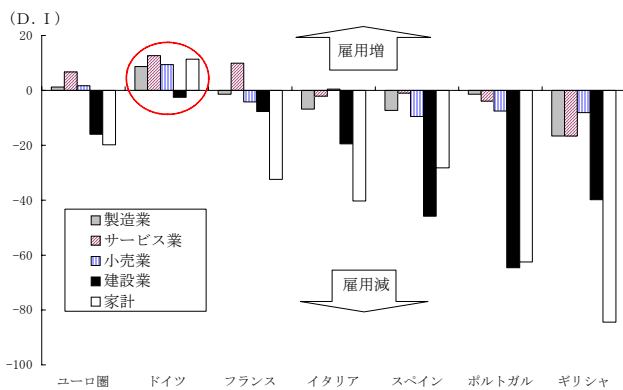 (D. I)
20
0
-20
-40
-60
-80
-100
雇用増
製造業
サービス業
小売業
建設業
家計
雇用減
ユーロ圏
ドイツ
フランス
イタリア
スペイン
ポルトガル
ギリシャ